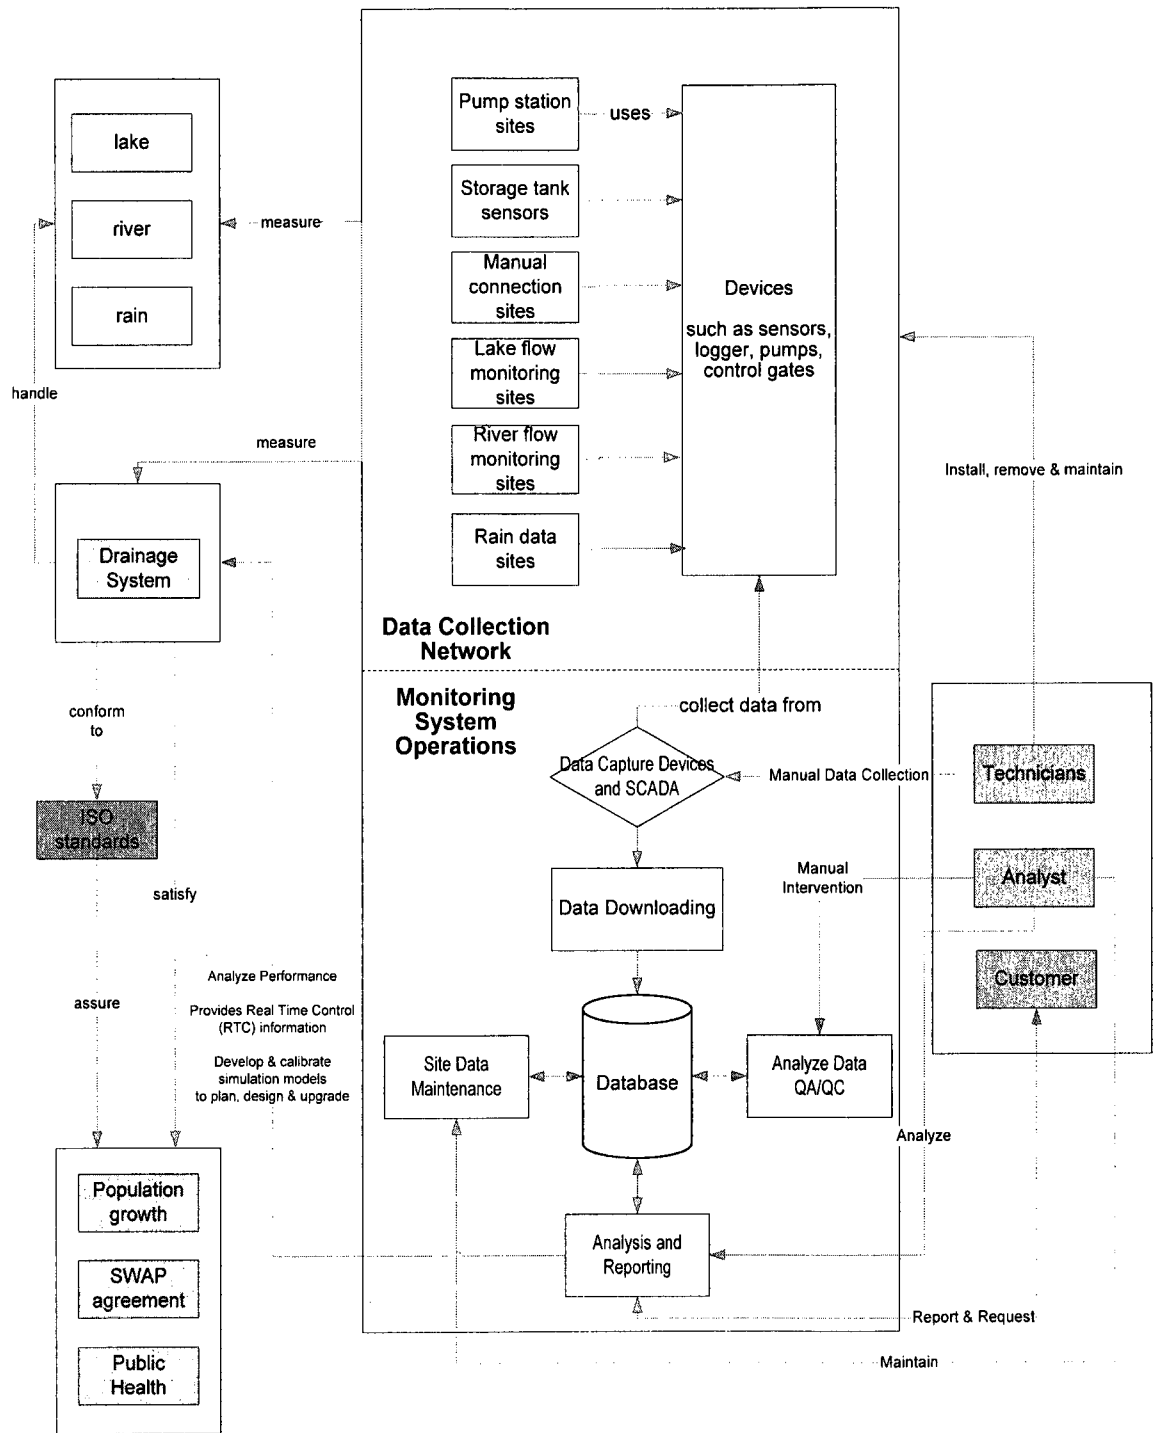 lake
river
rain
handle
measure
measure
Pump station
sites
uses
Storage tank
sensors
Manual
connection
sites
Lake flow
monitoring
sites
River flow
monitoring
sites
Rain data
sites
Devices
such as sensors,
logger, pumps,
control gates
Install, remove & maintain
Drainage
System
Data Collection
Network
Monitoring
System
Operations
collect data from
conform
to
ISO
standards
satisfy
assure
Data Capture Devices
and SCADA
Manual Data Collection
Technicians
Manual
Intervention
Analyst
Customer
Data Downloading
Analyze Performance
Provides Real Time Control
(RTC) information
Develop & calibrate
simulation models
to plan, design & upgrade
Site Data
Maintenance
Database
Analyze Data
QA/QC
Analyze
Population
growth
SWAP
agreement
Public
Health
Analysis and
Reporting
Report & Request
Maintain